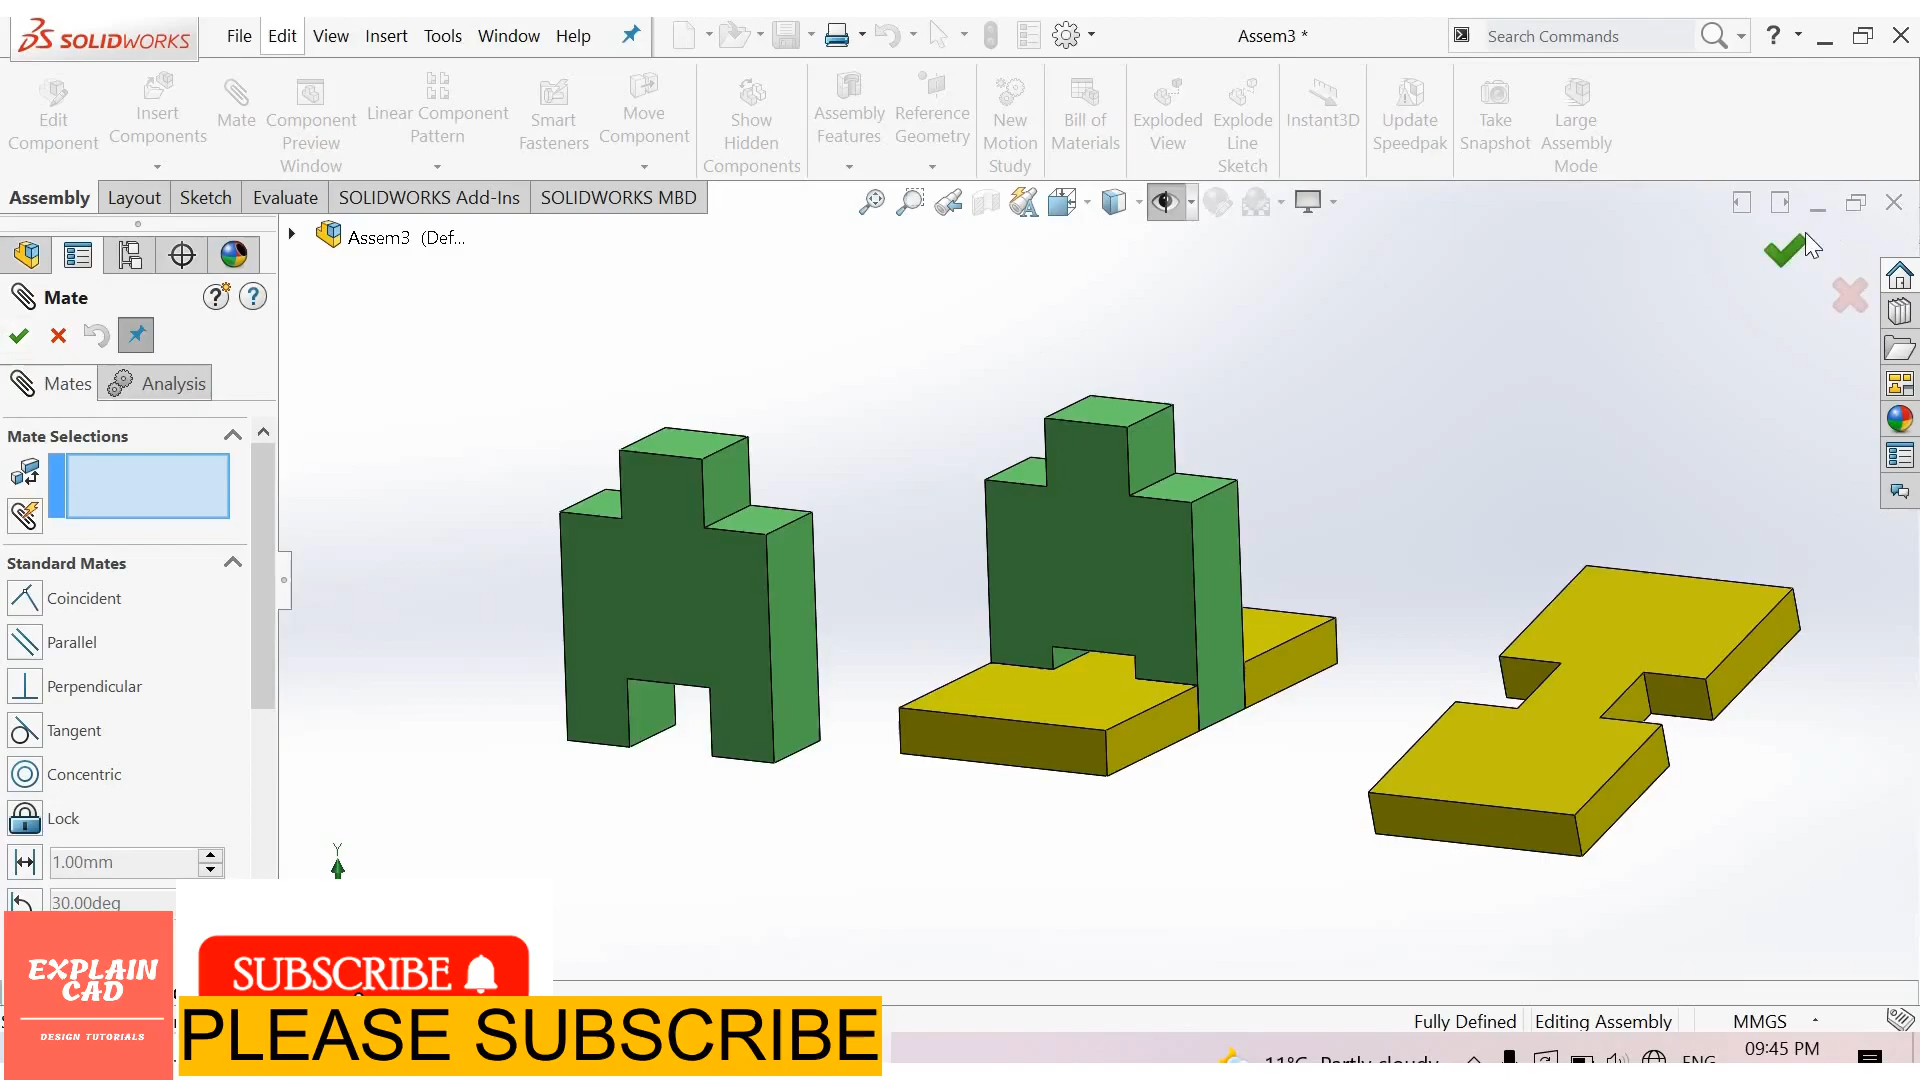 SOLIDWORKS
File Edit View Insert Tools Window Help
Assem3 *
Search Commands
?
Edit Component
Insert Components
Mate
Component Preview Window
Linear Component Pattern
Smart Fasteners
Move Component
Show Hidden Components
Assembly Features
Reference Geometry
New Motion Study
Bill of Materials
Exploded View
Explode Line Sketch
Instant3D
Update Speedpak
Take Snapshot
Large Assembly Mode
Assembly Layout Sketch Evaluate SOLIDWORKS Add-Ins SOLIDWORKS MBD
Assem3 (Def...
Mate
Mates Analysis
Mate Selections
Standard Mates
Coincident
Parallel
Perpendicular
Tangent
Concentric
Lock
1.00mm
30.00deg
Y
EXPLAIN
CAD
DESIGN TUTORIALS
SUBSCRIBE
PLEASE SUBSCRIBE
Fully Defined Editing Assembly MMGS
11°C Partly cloudy ENG 09:45 PM